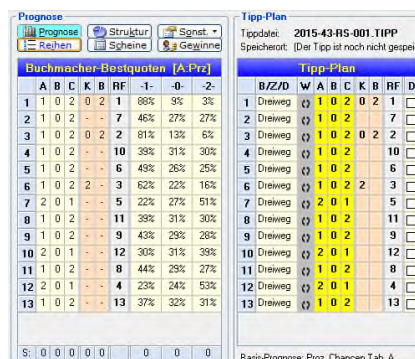 Prognose
Prognose Struktur Sonst.
Reihen Scheine Gewinne
Buchmacher-Bestquoten [A:Prz]
A B C K B RF -1- -0- -2-
1 1 0 2 0 2 1 88% 9% 3%
2 1 0 2 - - 7 46% 27% 27%
3 1 0 2 0 2 2 81% 13% 6%
4 1 0 2 - - 10 39% 31% 30%
5 1 0 2 - - 6 49% 26% 25%
6 1 0 2 2 - 3 62% 22% 16%
7 2 0 1 - - 5 22% 27% 51%
8 1 0 2 - - 11 39% 31% 30%
9 1 0 2 - - 9 43% 29% 28%
10 2 0 1 - - 12 30% 31% 39%
11 1 0 2 - - 8 44% 29% 27%
12 2 0 1 - - 4 23% 24% 53%
13 1 0 2 - - 13 37% 32% 31%
S: 0 0 0 0 0 0 0 0
Tipp-Plan
Tippdatei: 2015-43-RS-001.TIPP
Speicherort: (Der Tipp ist noch nicht gespei
Tipp-Plan
B/Z/D W A B C K B RF D
1 Dreiweg 1 0 2 0 2 1
2 Dreiweg 1 0 2 7
3 Dreiweg 1 0 2 0 2 2
4 Dreiweg 1 0 2 10
5 Dreiweg 1 0 2 6
6 Dreiweg 1 0 2 2 3
7 Dreiweg 2 0 1 5
8 Dreiweg 1 0 2 11
9 Dreiweg 1 0 2 9
10 Dreiweg 2 0 1 12
11 Dreiweg 1 0 2 8
12 Dreiweg 2 0 1 4
13 Dreiweg 1 0 2 13
Basis-Prognose: Proz. Chancen Tab. A